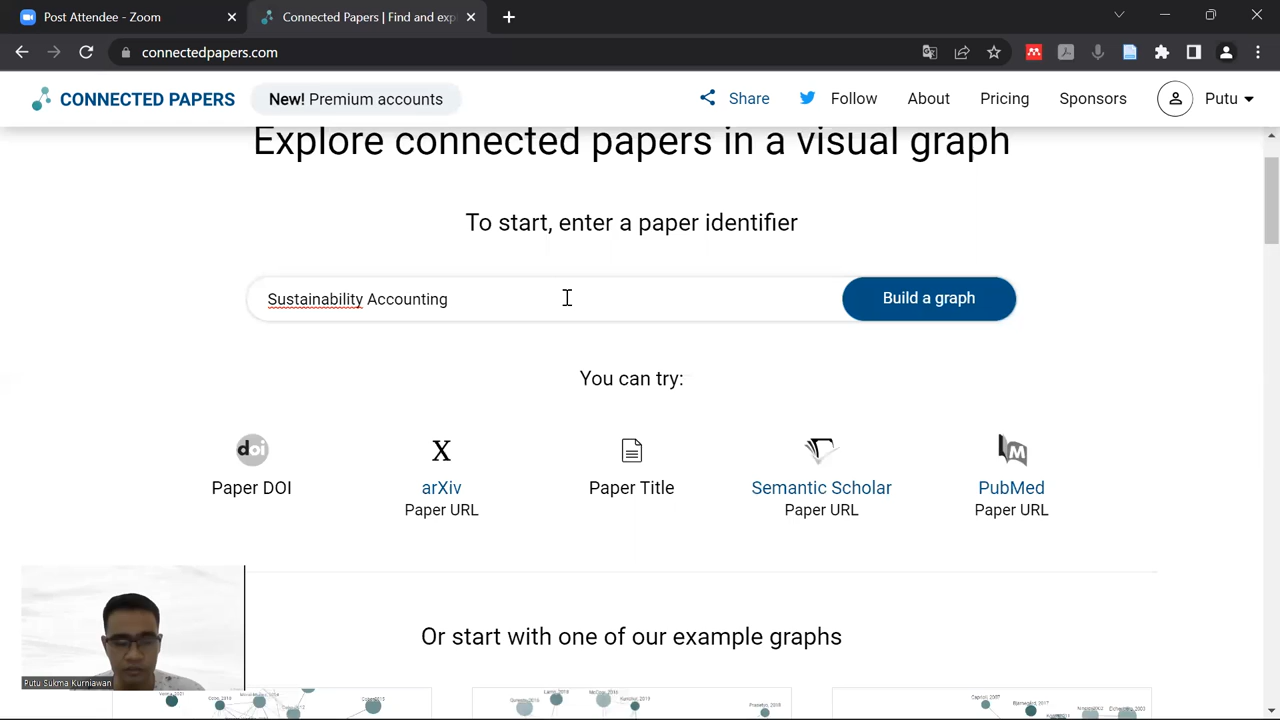 Post Attendee - Zoom
Connected Papers | Find and exp
connectedpapers.com
CONNECTED PAPERS
New! Premium accounts
Share
Follow
About
Pricing
Sponsors
Putu
Explore connected papers in a visual graph
To start, enter a paper identifier
Sustainability Accounting
Build a graph
You can try:
doi
X
M
Paper DOI
arXiv
Paper URL
Paper Title
Semantic Scholar
Paper URL
PubMed
Paper URL
Or start with one of our example graphs
Putu Sukma Kurniawan